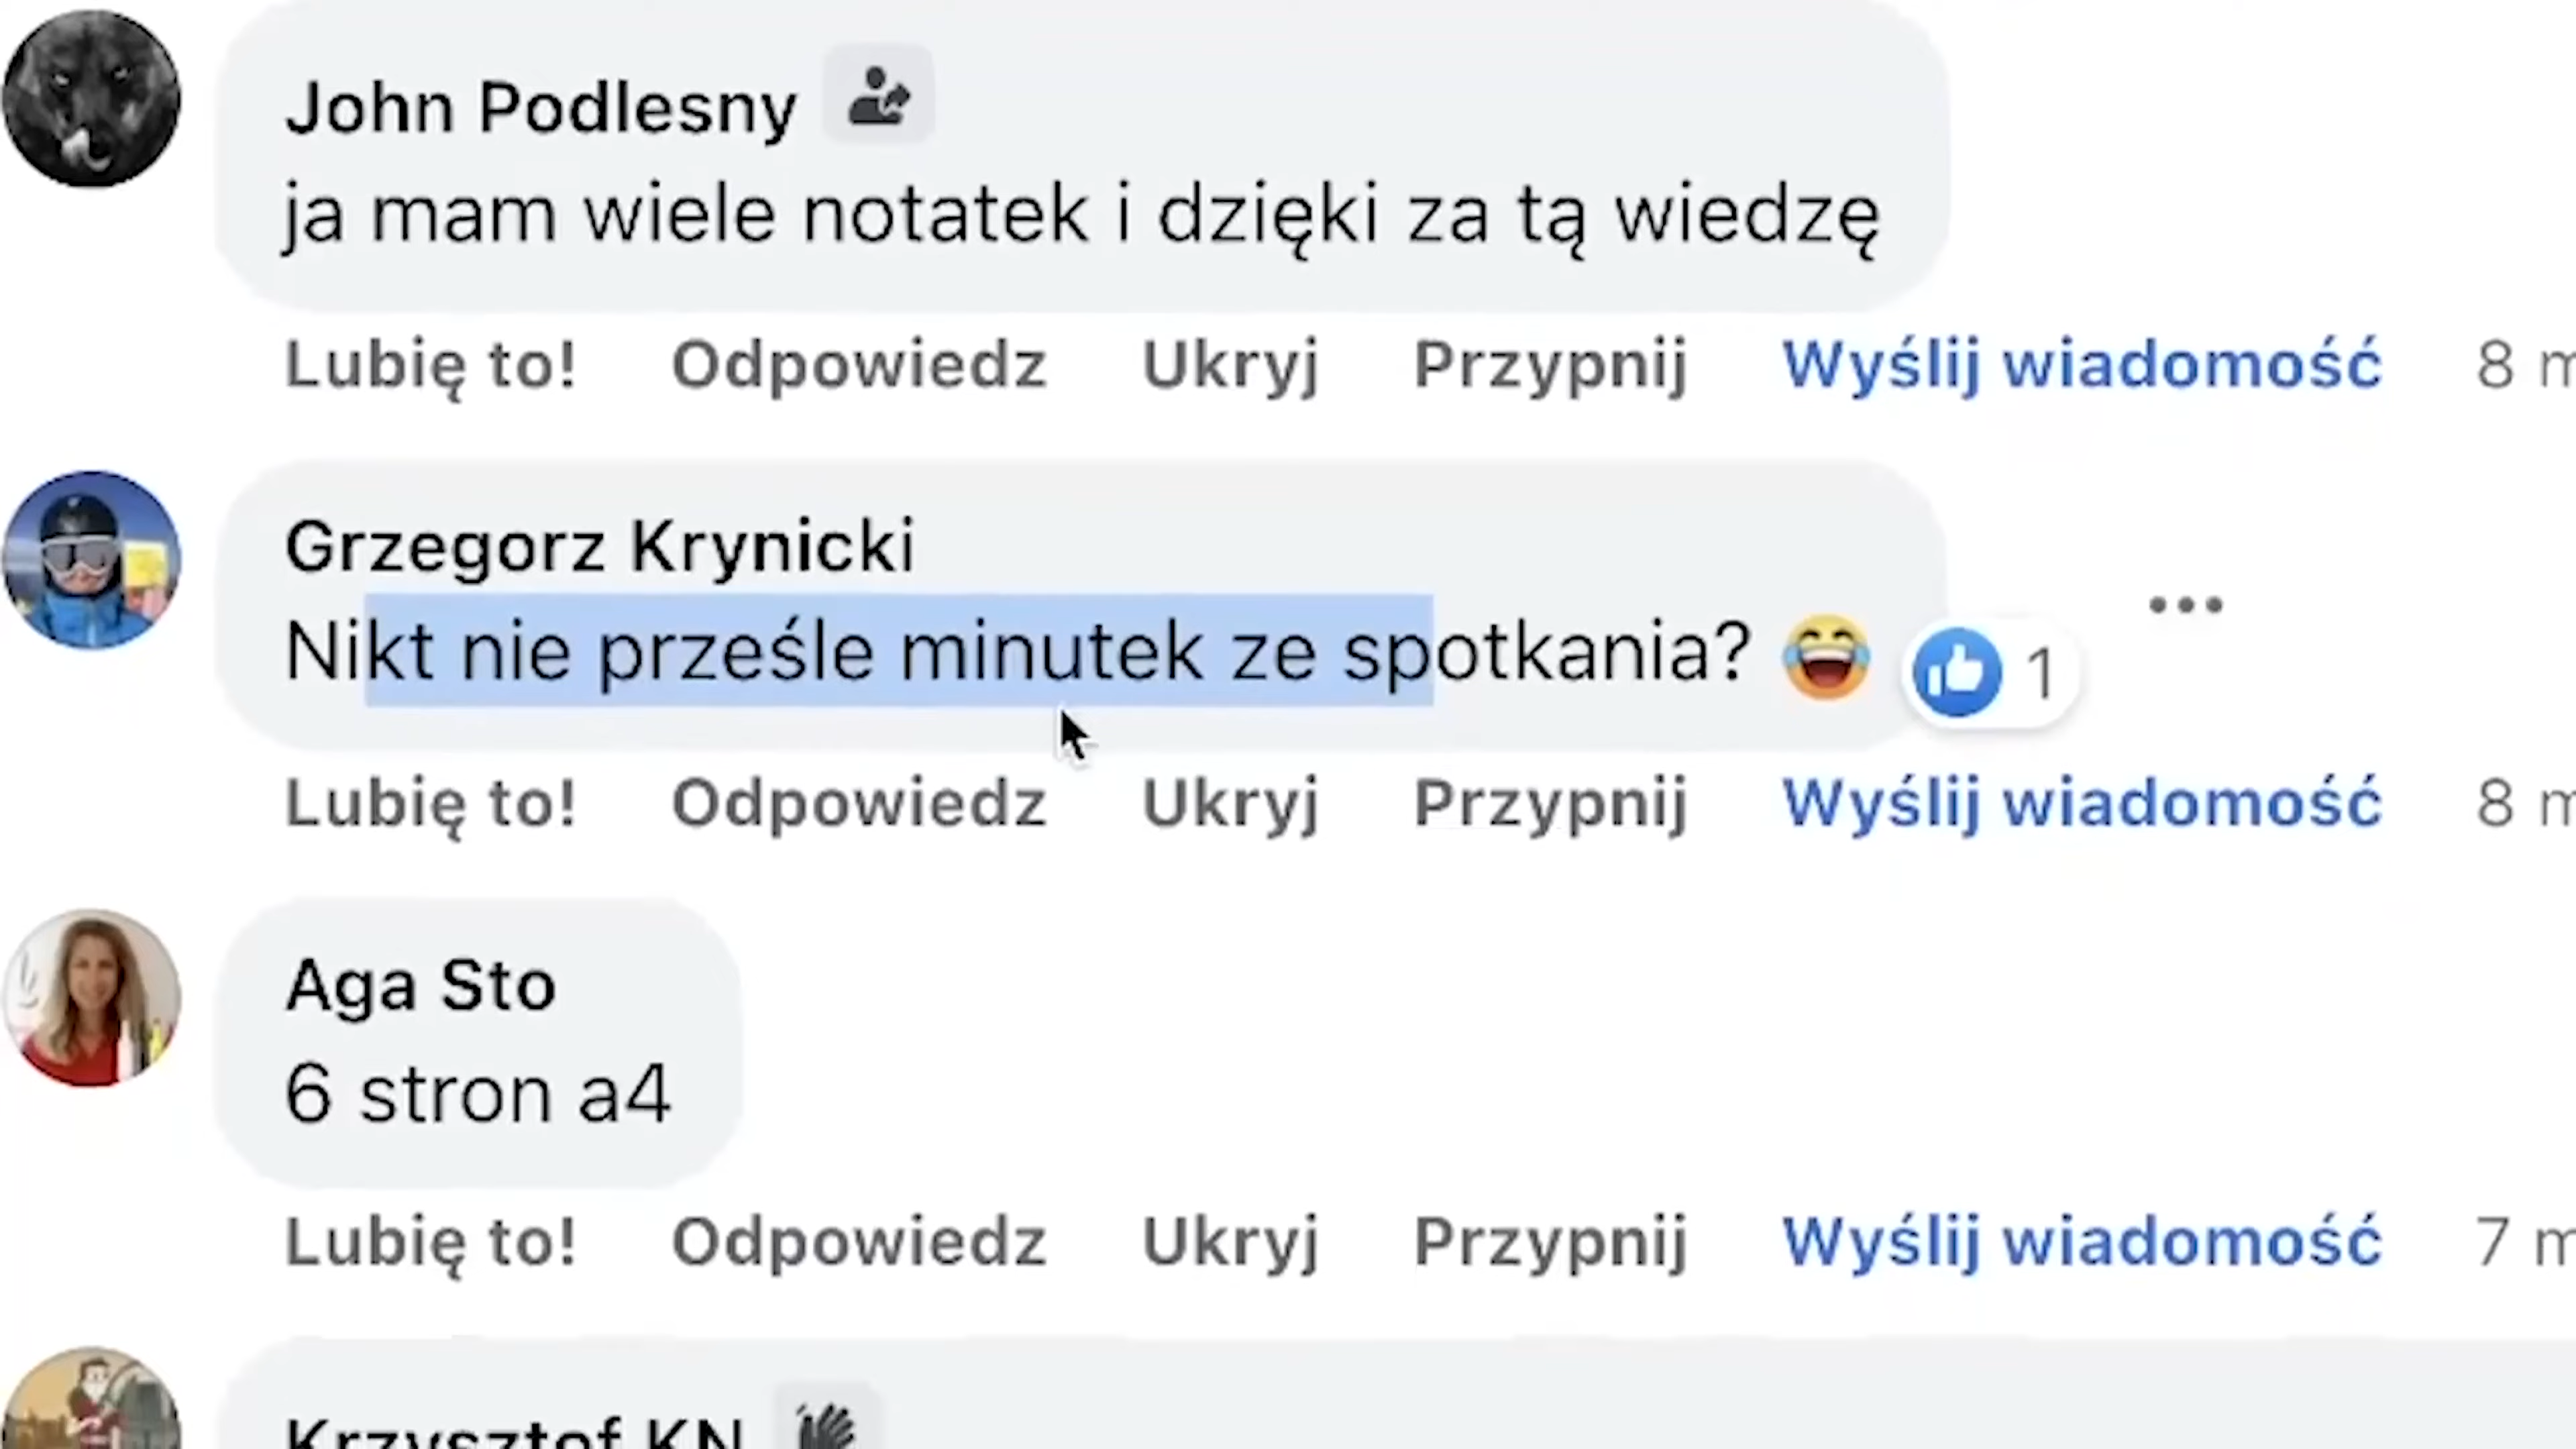 John Podlesny
ja mam wiele notatek i dzięki za tą wiedzę
Lubię to! Odpowiedz Ukryj Przypnij Wyślij wiadomość 8 m
Grzegorz Krynicki
Nikt nie prześle minutek ze spotkania? 😂 1
Lubię to! Odpowiedz Ukryj Przypnij Wyślij wiadomość 8 m
Aga Sto
6 stron a4
Lubię to! Odpowiedz Ukryj Przypnij Wyślij wiadomość 7 m
Krzysztof KN